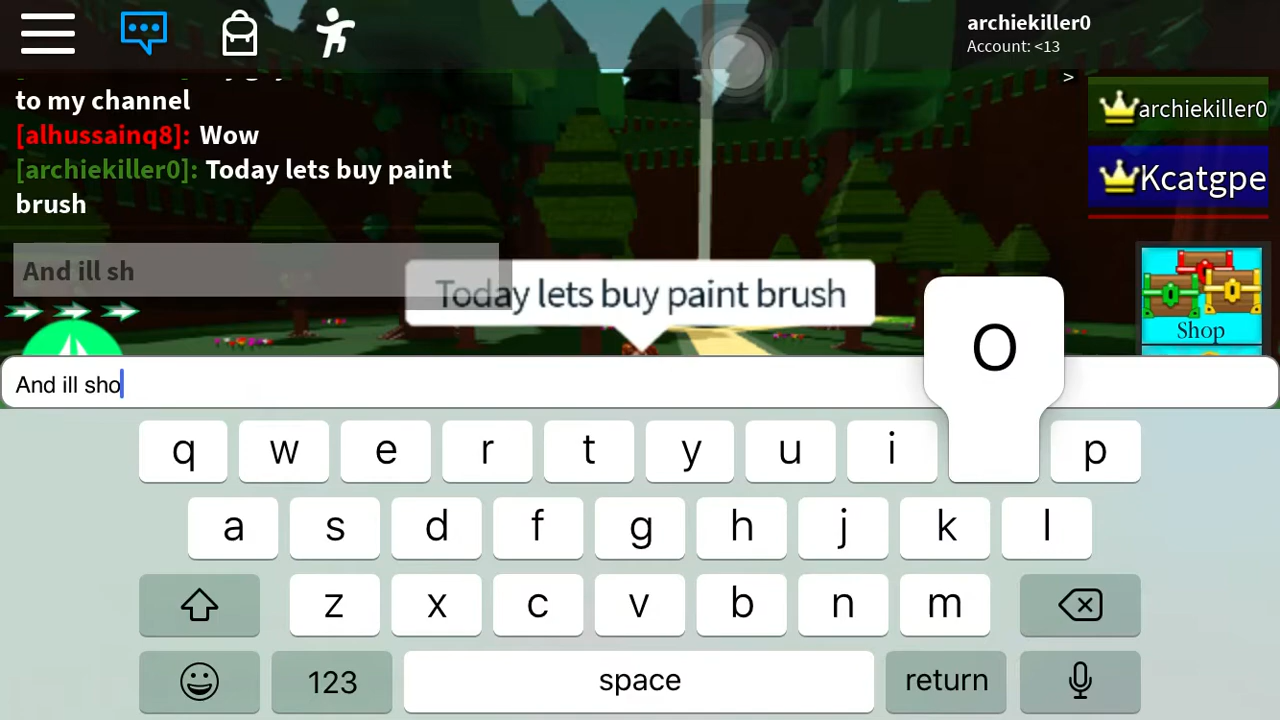 archiekiller0
Account: <13
to my channel
[alhussainq8]: Wow
[archiekiller0]: Today lets buy paint
brush
>
archiekiller0
Kcatgpe
And ill sh
Today lets buy paint brush
Shop
And ill sho
O
q w e r t y u i p
a s d f g h j k l
z x c v b n m
123 space return